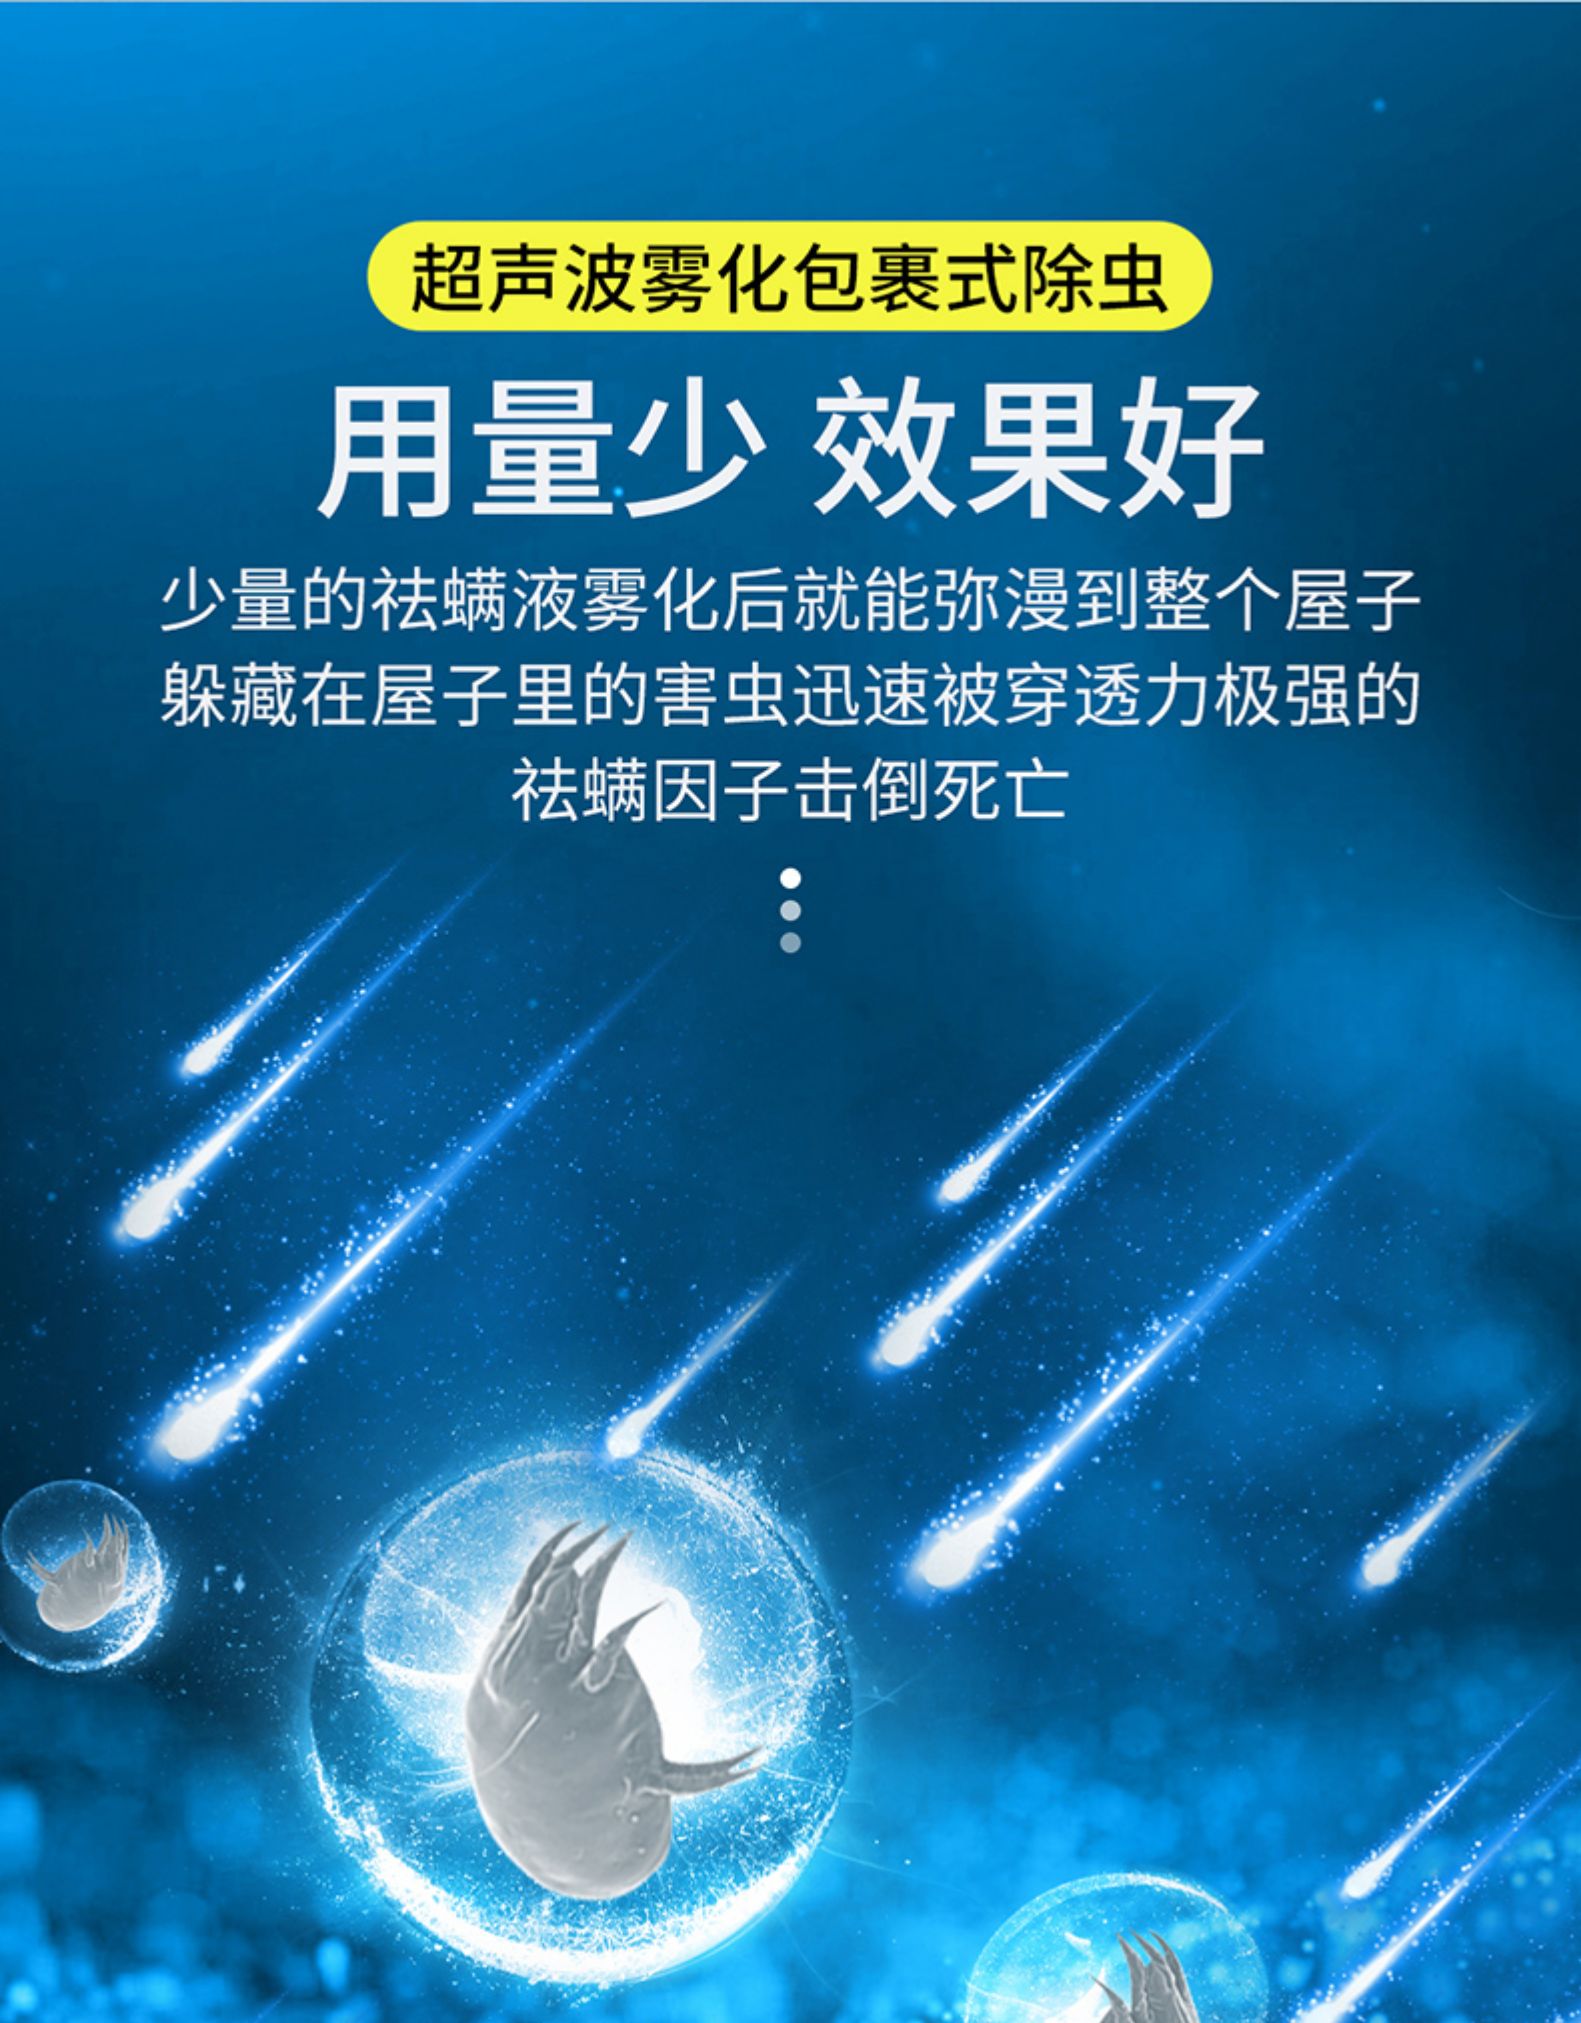 超声波雾化包裹式除虫
用量少 效果好
少量的祛螨液雾化后就能弥漫到整个屋子
躲藏在屋子里的害虫迅速被穿透力极强的
祛螨因子击倒死亡